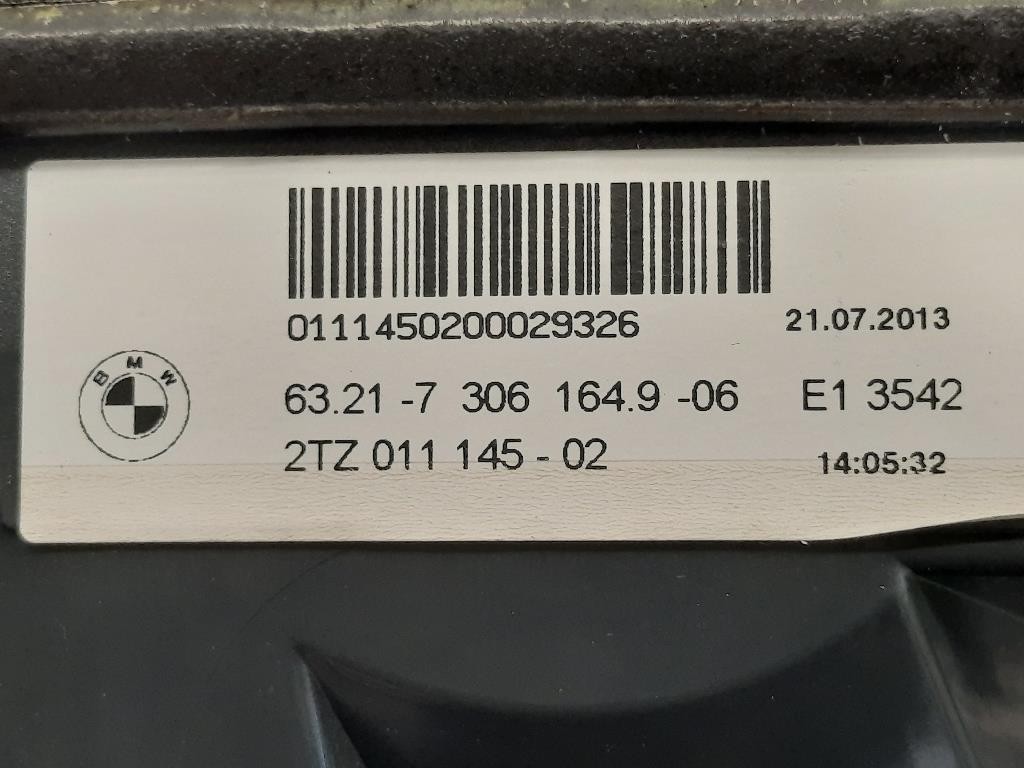 0111450200029326 21.07.2013
BMW
63.21 -7 306 164.9 -06 E1 3542
2TZ 011 145 - 02 14:05:32